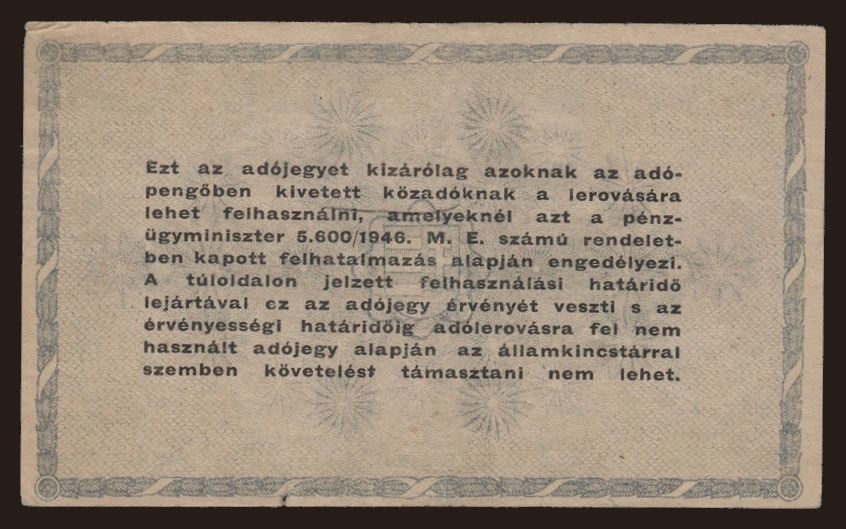 Ezt az adójegyet kizárólag azoknak az adó-
pengőben kivetett közadóknak a lerovására
lehet felhasználni, amelyeknél azt a pénz-
ügyminiszter 5.600/1946. M. E. számú rendelet-
ben kapott felhatalmazás alapján engedélyezi.
A túloldalon jelzett felhasználási határidő
lejártával ez az adójegy érvényét veszti s az
érvényességi határidőig adólerovásra fel nem
használt adójegy alapján az államkincstárral
szemben követelést támasztani nem lehet.